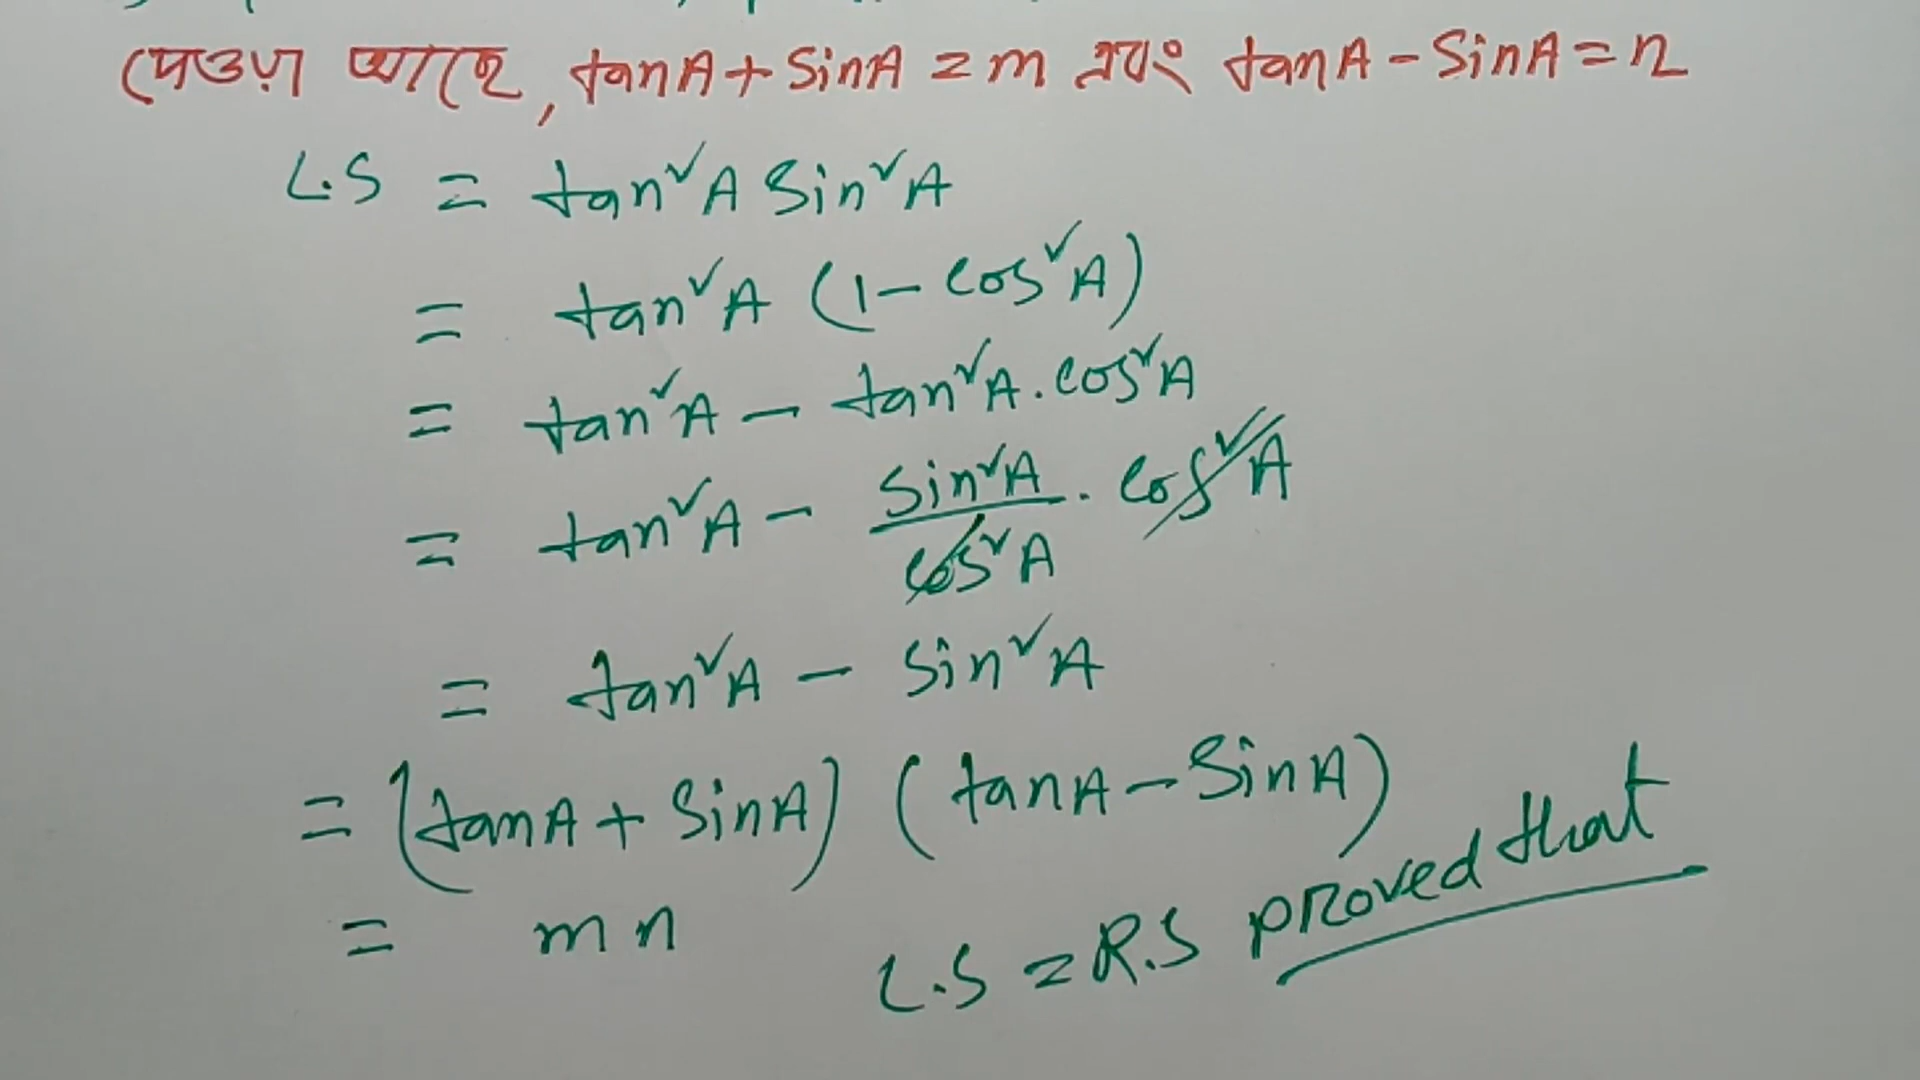 দেওয়া আছে, tanA + SinA = m এবং tanA - SinA = n
L.S = tan²A Sin²A
= tan²A (1 - Cos²A)
= tan²A - tan²A . cos²A
= tan²A - Sin²A/cos²A . Cos²A
= tan²A - Sin²A
= (tanA + SinA) (tanA - SinA)
= mn
L.S = R.S proved that